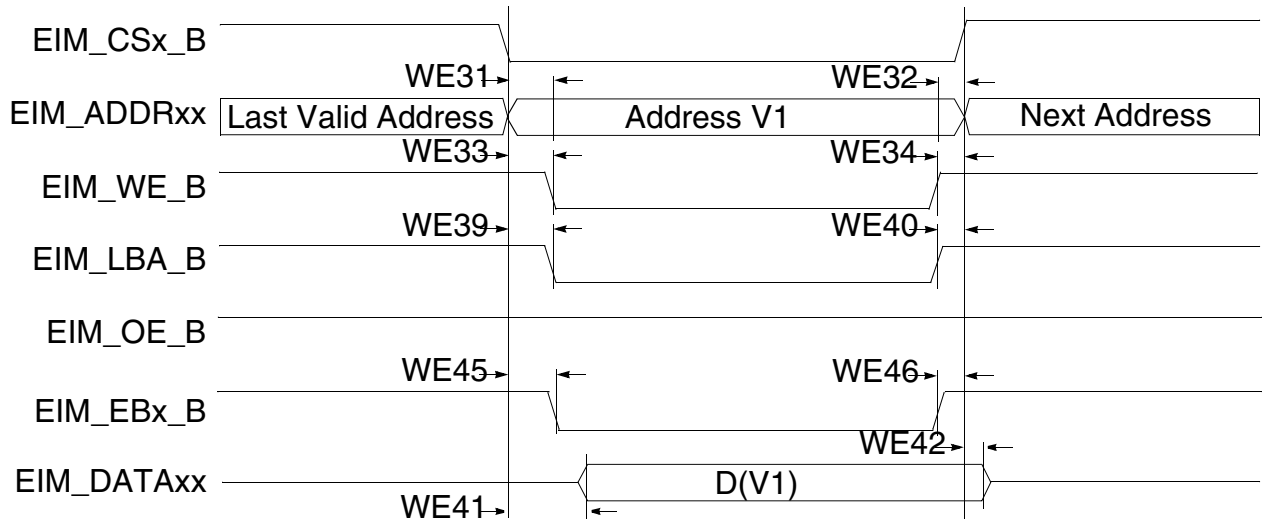 EIM_CSx_B
WE31 WE32
EIM_ADDRxx Last Valid Address Address V1 Next Address
WE33 WE34
EIM_WE_B
WE39 WE40
EIM_LBA_B
EIM_OE_B
WE45 WE46
EIM_EBx_B
WE42
EIM_DATAxx D(V1)
WE41